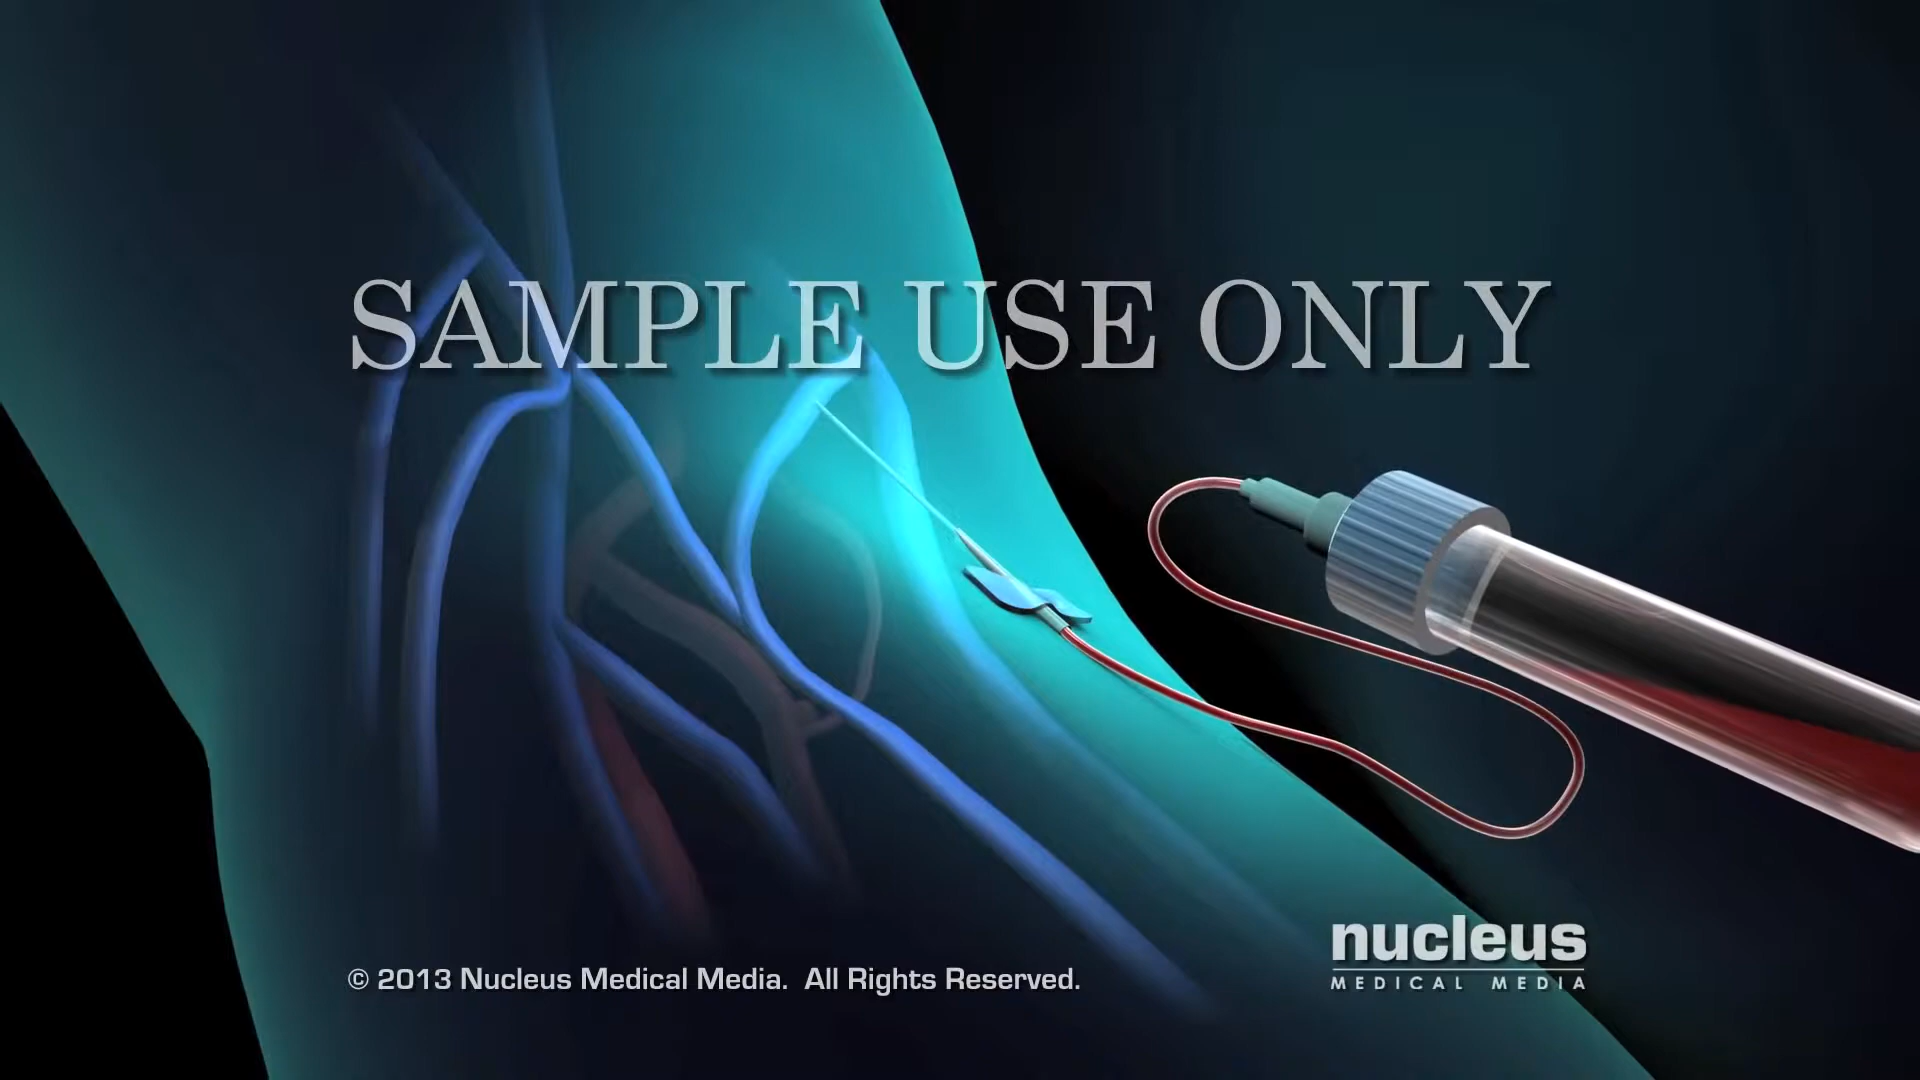 SAMPLE USE ONLY
© 2013 Nucleus Medical Media.  All Rights Reserved.
nucleus
MEDICAL MEDIA